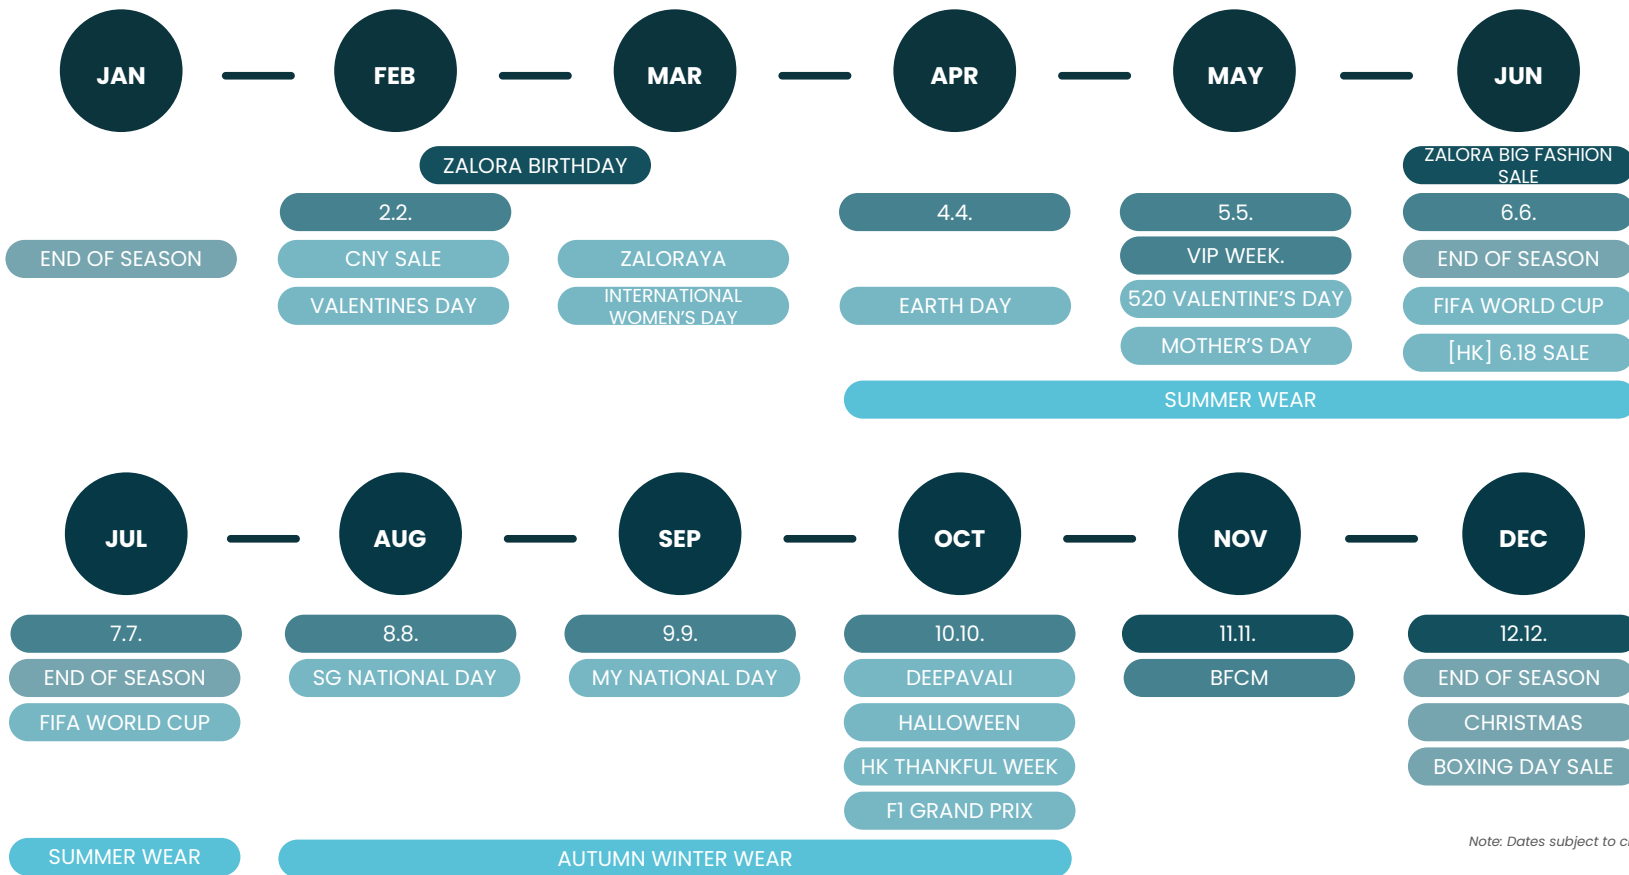 JAN
FEB
MAR
APR
MAY
JUN
ZALORA BIRTHDAY
ZALORA BIG FASHION
SALE
2.2.
4.4.
5.5.
6.6.
END OF SEASON
CNY SALE
ZALORAYA
VIP WEEK.
END OF SEASON
VALENTINES DAY
INTERNATIONAL
WOMEN'S DAY
EARTH DAY
520 VALENTINE'S DAY
FIFA WORLD CUP
MOTHER'S DAY
[HK] 6.18 SALE
SUMMER WEAR
JUL
AUG
SEP
OCT
NOV
DEC
7.7.
8.8.
9.9.
10.10.
11.11.
12.12.
END OF SEASON
SG NATIONAL DAY
MY NATIONAL DAY
DEEPAVALI
BFCM
END OF SEASON
FIFA WORLD CUP
HALLOWEEN
CHRISTMAS
HK THANKFUL WEEK
BOXING DAY SALE
F1 GRAND PRIX
Note: Dates subject to
SUMMER WEAR
AUTUMN WINTER WEAR